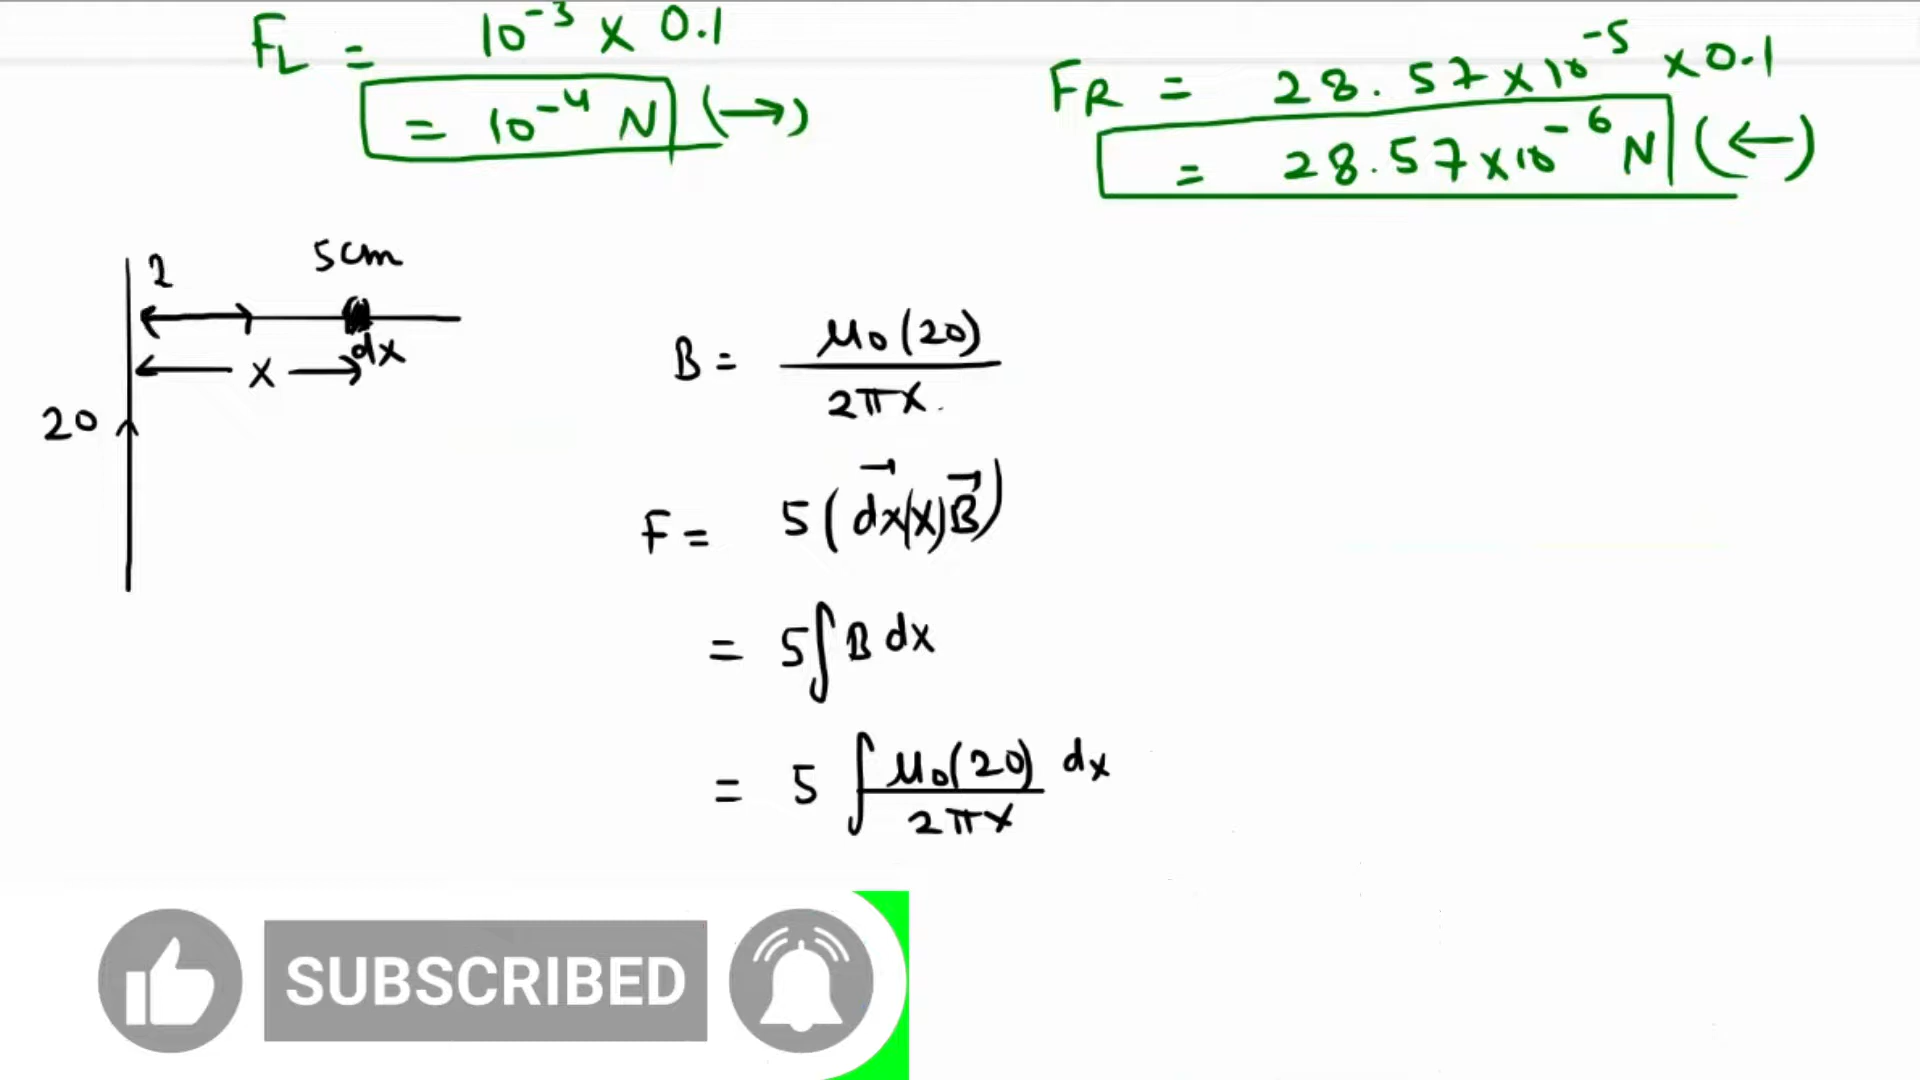 F_L = 10^-3 × 0.1
= 10^-4 N (→)
F_R = 28.57×10^-5 × 0.1
= 28.57×10^-6 N (←)
2
5cm
dx
x
20
B = μ₀(20) / 2πx.
F = 5(dx⃗(x)B⃗)
= 5∫B dx
= 5∫ μ₀(20) / 2πx dx
SUBSCRIBED